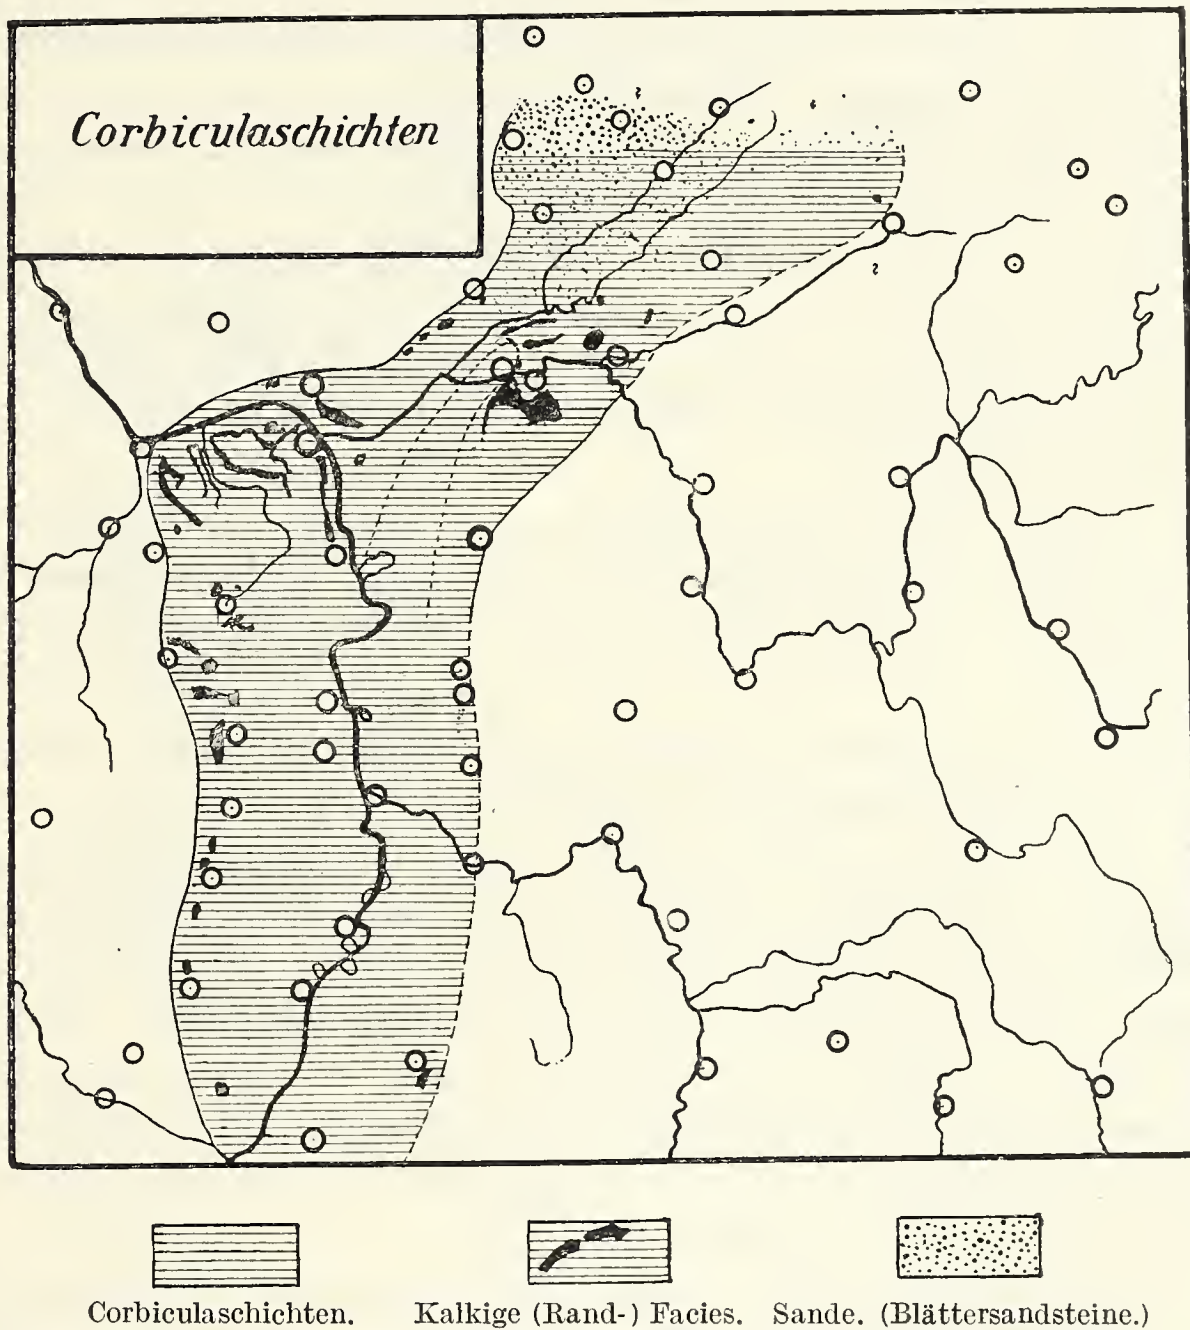 Corbiculaschichten
?
?
?
Corbiculaschichten. Kalkige (Rand-) Facies. Sande. (Blättersandsteine.)